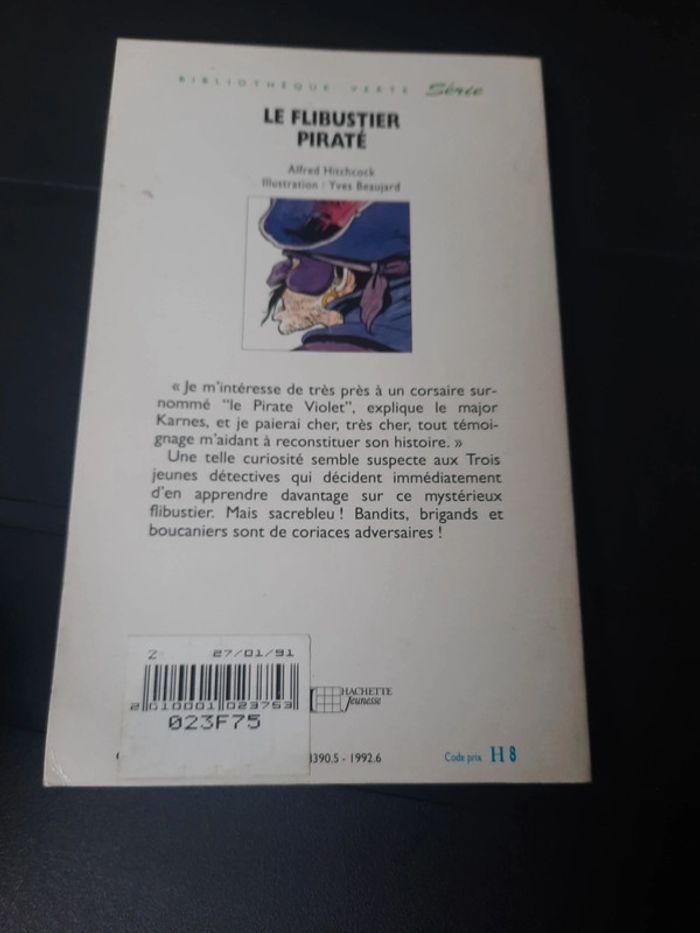 BIBLIOTHÈQUE VERTE Série
LE FLIBUSTIER
PIRATÉ
Alfred Hitchcock
Illustration : Yves Beaujard
« Je m'intéresse de très près à un corsaire sur-
nommé "le Pirate Violet", explique le major
Karnes, et je paierai cher, très cher, tout témoi-
gnage m'aidant à reconstituer son histoire. »
Une telle curiosité semble suspecte aux Trois
jeunes détectives qui décident immédiatement
d'en apprendre davantage sur ce mystérieux
flibustier. Mais sacrebleu ! Bandits, brigands et
boucaniers sont de coriaces adversaires !
Z 27/01/91
2 010001 023753
023F75
HACHETTE
Jeunesse
390.5 - 1992.6
Code prix H 8